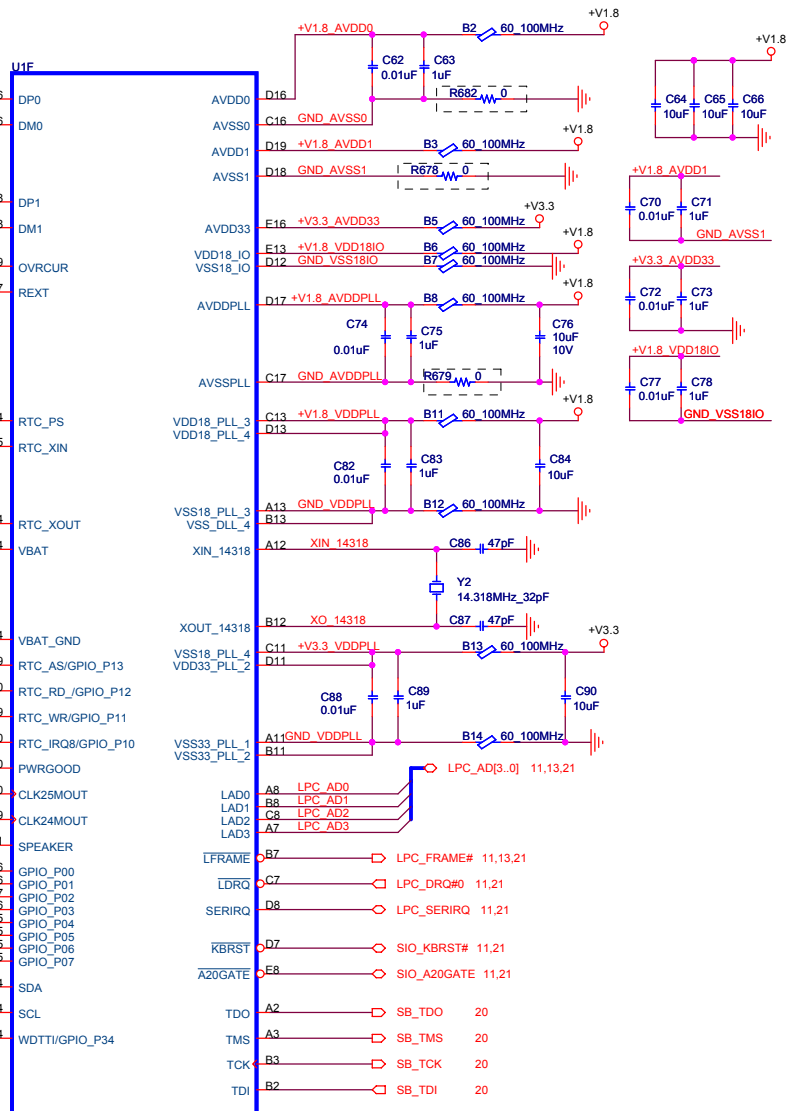 +V1.8
+V1.8_AVDD0 B2 60_100MHz
+V1.8
U1F
C62 C63
0.01uF 1uF
DP0 AVDD0 D16
R682 0
C64 C65 C66
10uF 10uF 10uF
DM0 AVSS0 C16 GND_AVSS0
+V1.8
AVDD1 D19 +V1.8_AVDD1 B3 60_100MHz
AVSS1 D18 GND_AVSS1 R678 0
+V1.8_AVDD1
C70 C71
0.01uF 1uF
DP1
+V3.3
DM1 AVDD33 E16 +V3.3_AVDD33 B5 60_100MHz
GND_AVSS1
+V1.8
VDD18_IO E13 +V1.8_VDD18IO B6 60_100MHz
OVRCUR VSS18_IO D12 GND_VSS18IO B7 60_100MHz
+V3.3_AVDD33
C72 C73
0.01uF 1uF
REXT
+V1.8
AVDDPLL D17 +V1.8_AVDDPLL B8 60_100MHz
C74 C75 C76
0.01uF 1uF 10uF
10V
+V1.8_VDD18IO
AVSSPLL C17 GND_AVDDPLL R679 0
C77 C78
0.01uF 1uF
+V1.8
GND_VSS18IO
RTC_PS VDD18_PLL_3 C13 +V1.8_VDDPLL B11 60_100MHz
VDD18_PLL_4 D13
RTC_XIN
C82 C83 C84
0.01uF 1uF 10uF
VSS18_PLL_3 A13 GND_VDDPLL B12 60_100MHz
RTC_XOUT VSS_DLL_4 B13
VBAT XIN_14318 A12 XIN_14318 C86 47pF
Y2
14.318MHz_32pF
XOUT_14318 B12 XO_14318 C87 47pF
+V3.3
VBAT_GND
VSS18_PLL_4 C11 +V3.3_VDDPLL B13 60_100MHz
RTC_AS/GPIO_P13 VDD33_PLL_2 D11
RTC_RD_/GPIO_P12
C88 C89 C90
0.01uF 1uF 10uF
RTC_WR/GPIO_P11
RTC_IRQ8/GPIO_P10 VSS33_PLL_1 A11 GND_VDDPLL B14 60_100MHz
VSS33_PLL_2 B11
PWRGOOD LPC_AD[3..0] 11,13,21
CLK25MOUT LAD0 A8 LPC_AD0
LAD1 B8 LPC_AD1
CLK24MOUT LAD2 C8 LPC_AD2
LAD3 A7 LPC_AD3
SPEAKER
LFRAME B7 LPC_FRAME# 11,13,21
GPIO_P00
GPIO_P01 LDRQ C7 LPC_DRQ#0 11,21
GPIO_P02
GPIO_P03 SERIRQ D8 LPC_SERIRQ 11,21
GPIO_P04
GPIO_P05
GPIO_P06 KBRST D7 SIO_KBRST# 11,21
GPIO_P07
A20GATE E8 SIO_A20GATE 11,21
SDA
SCL TDO A2 SB_TDO 20
WDTTI/GPIO_P34 TMS A3 SB_TMS 20
TCK B3 SB_TCK 20
TDI B2 SB_TDI 20